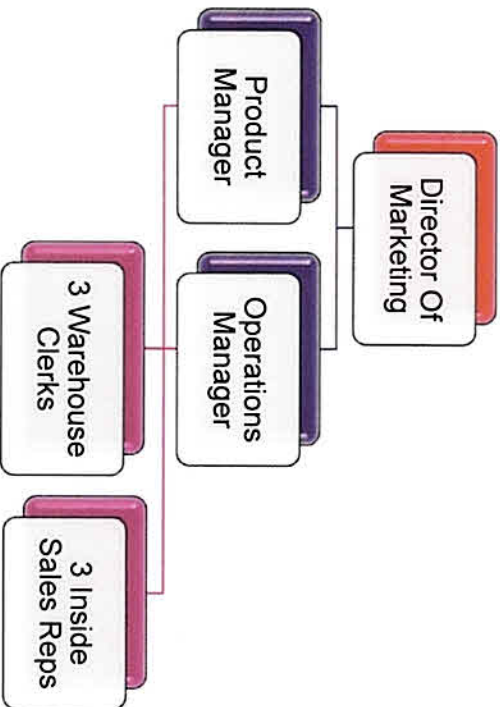 Director Of
Marketing
Product
Manager
Operations
Manager
3 Warehouse
Clerks
3 Inside
Sales Reps